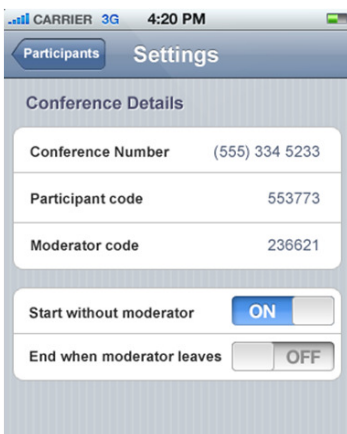 CARRIER 3G 4:20 PM
Participants Settings
Conference Details
Conference Number (555) 334 5233
Participant code 553773
Moderator code 236621
Start without moderator ON
End when moderator leaves OFF